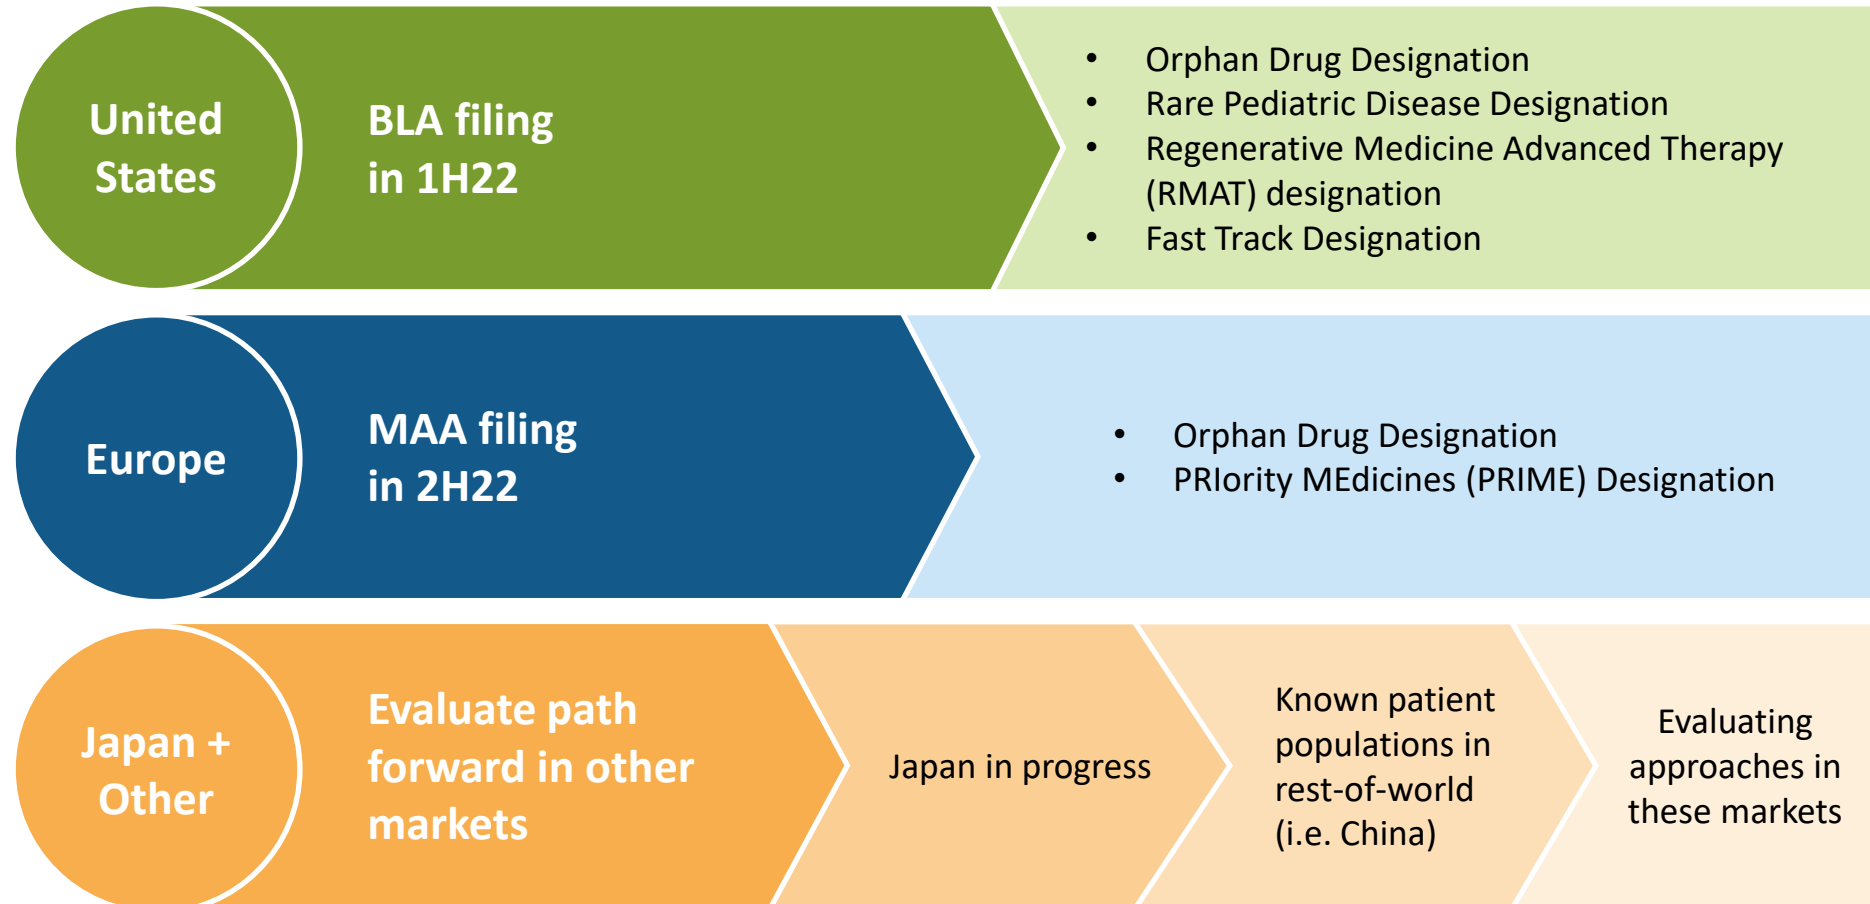 United
States
BLA filing
in 1H22
• Orphan Drug Designation
• Rare Pediatric Disease Designation
• Regenerative Medicine Advanced Therapy
(RMAT) designation
• Fast Track Designation
Europe
MAA filing
in 2H22
• Orphan Drug Designation
• PRIority MEdicines (PRIME) Designation
Japan +
Other
Evaluate path
forward in other
markets
Japan in progress
Known patient
populations in
rest-of-world
(i.e. China)
Evaluating
approaches in
these markets